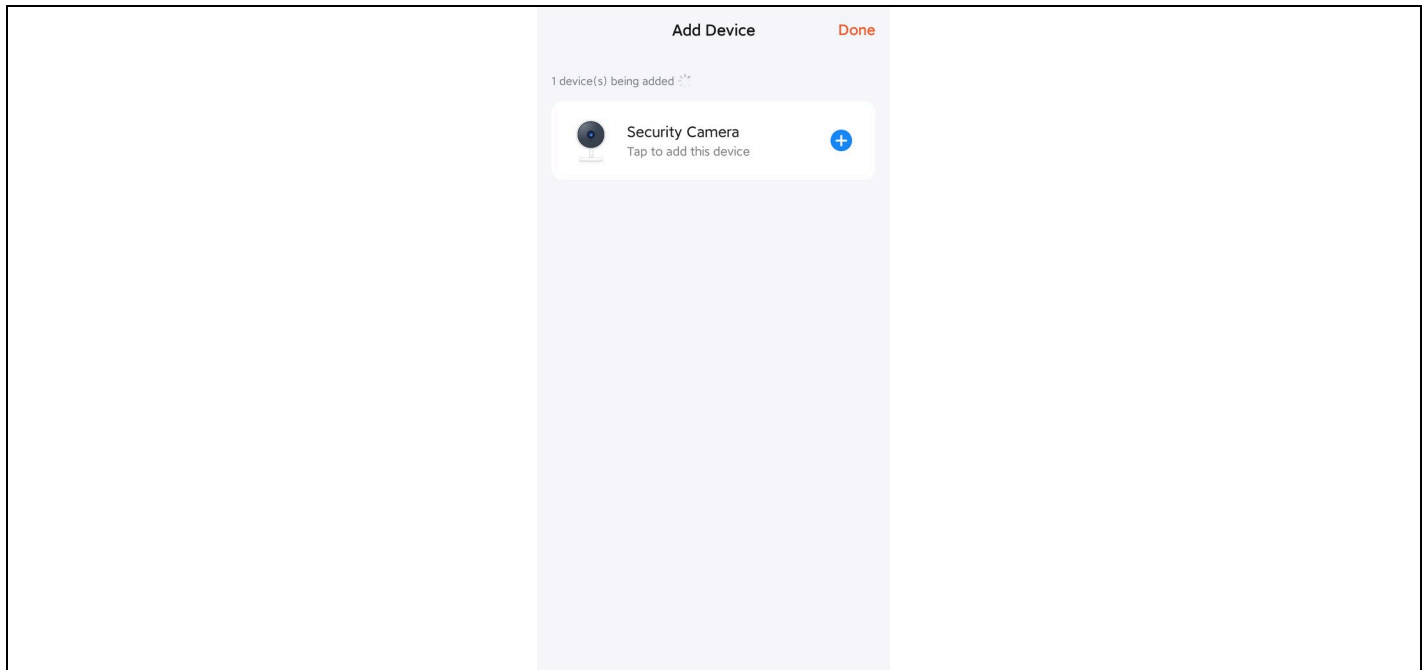 Add Device
Done
1 device(s) being added
Security Camera
Tap to add this device